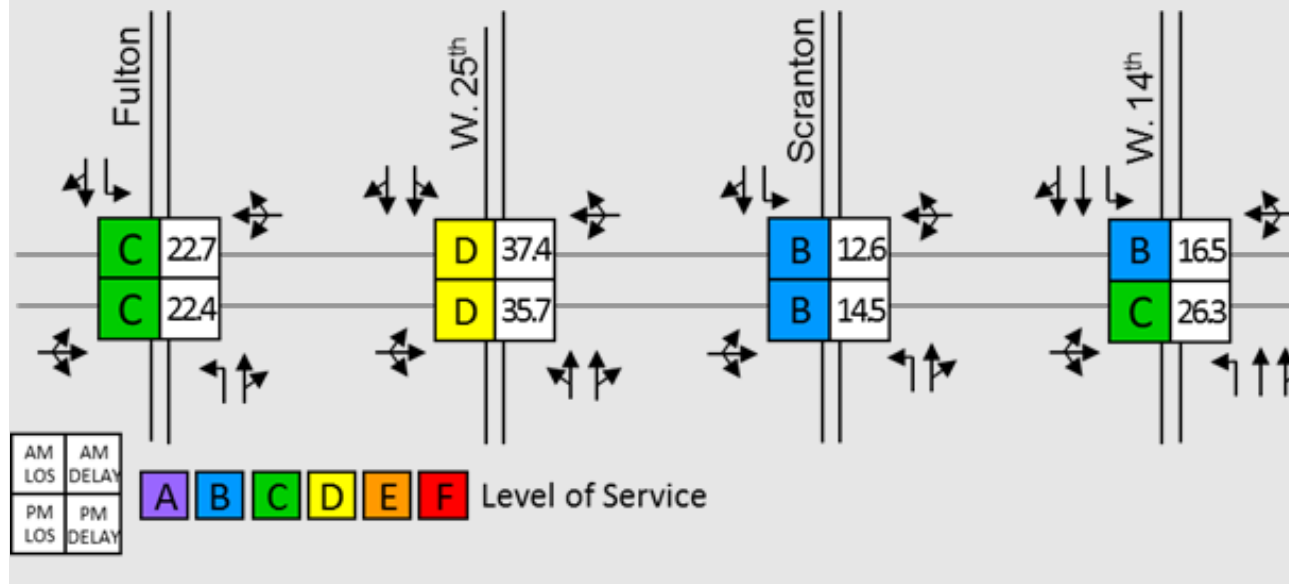 Fulton
W. 25th
Scranton
W. 14th
C 22.7
C 22.4
D 37.4
D 35.7
B 12.6
B 14.5
B 16.5
C 26.3
AM LOS
AM DELAY
PM LOS
PM DELAY
A B C D E F Level of Service